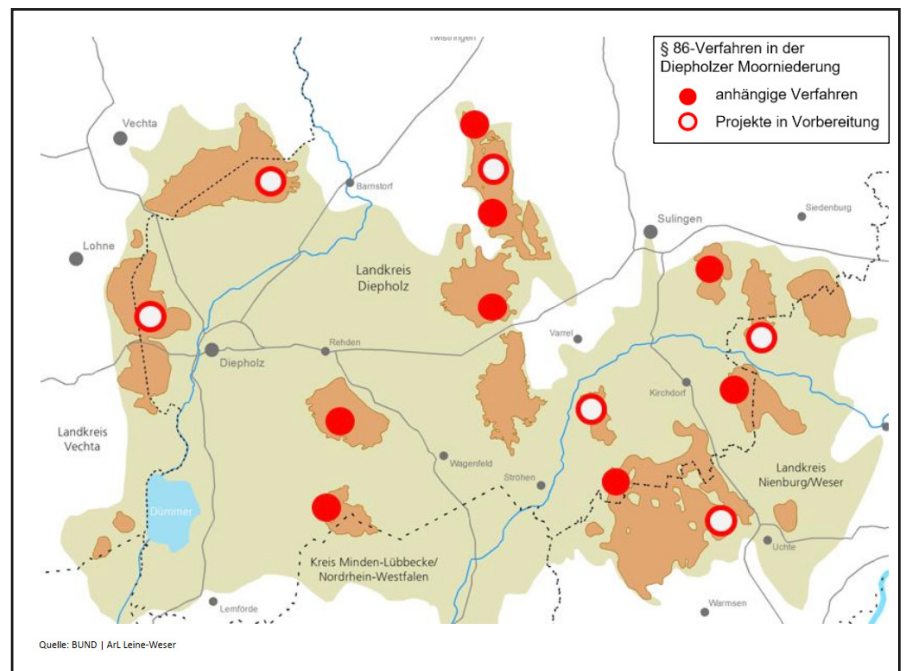 Twistringen
§ 86-Verfahren in der
Diepholzer Moorniederung
anhängige Verfahren
Projekte in Vorbereitung
Vechta
Barnstorf
Siedenburg
Sulingen
Lohne
Landkreis
Diepholz
Varrel
Rehden
Diepholz
Kirchdorf
Landkreis
Vechta
Wagenfeld
Ströhen
Landkreis
Nienburg/Weser
Dümmer
Uchte
Kreis Minden-Lübbecke/
Nordrhein-Westfalen
Lemförde
Warmsen
Quelle: BUND | ArL Leine-Weser